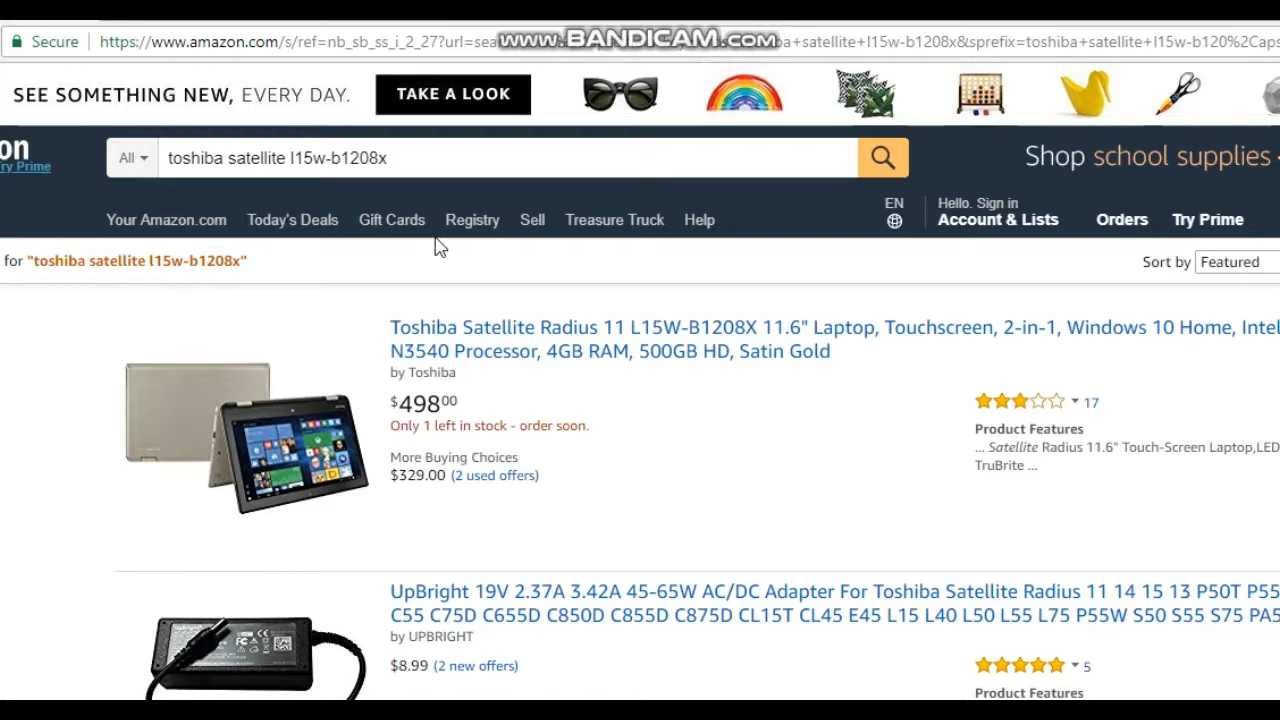 www.BANDICAM.com
Secure https://www.amazon.com/s/ref=nb_sb_ss_i_2_27?url=sea +satellite+l15w-b1208x&sprefix=toshiba+satellite+l15w-b120%2Caps
SEE SOMETHING NEW, EVERY DAY. TAKE A LOOK
on
ry Prime
All toshiba satellite l15w-b1208x
Shop school supplies
Your Amazon.com Today's Deals Gift Cards Registry Sell Treasure Truck Help
EN
Hello. Sign in
Account & Lists Orders Try Prime
for "toshiba satellite l15w-b1208x"
Sort by Featured
Toshiba Satellite Radius 11 L15W-B1208X 11.6" Laptop, Touchscreen, 2-in-1, Windows 10 Home, Intel
N3540 Processor, 4GB RAM, 500GB HD, Satin Gold
by Toshiba
$498 00
Only 1 left in stock - order soon.
More Buying Choices
$329.00 (2 used offers)
17
Product Features
... Satellite Radius 11.6" Touch-Screen Laptop,LED
TruBrite ...
UpBright 19V 2.37A 3.42A 45-65W AC/DC Adapter For Toshiba Satellite Radius 11 14 15 13 P50T P55
C55 C75D C655D C850D C855D C875D CL15T CL45 E45 L15 L40 L50 L55 L75 P55W S50 S55 S75 PA5
by UPBRIGHT
$8.99 (2 new offers)
5
Product Features